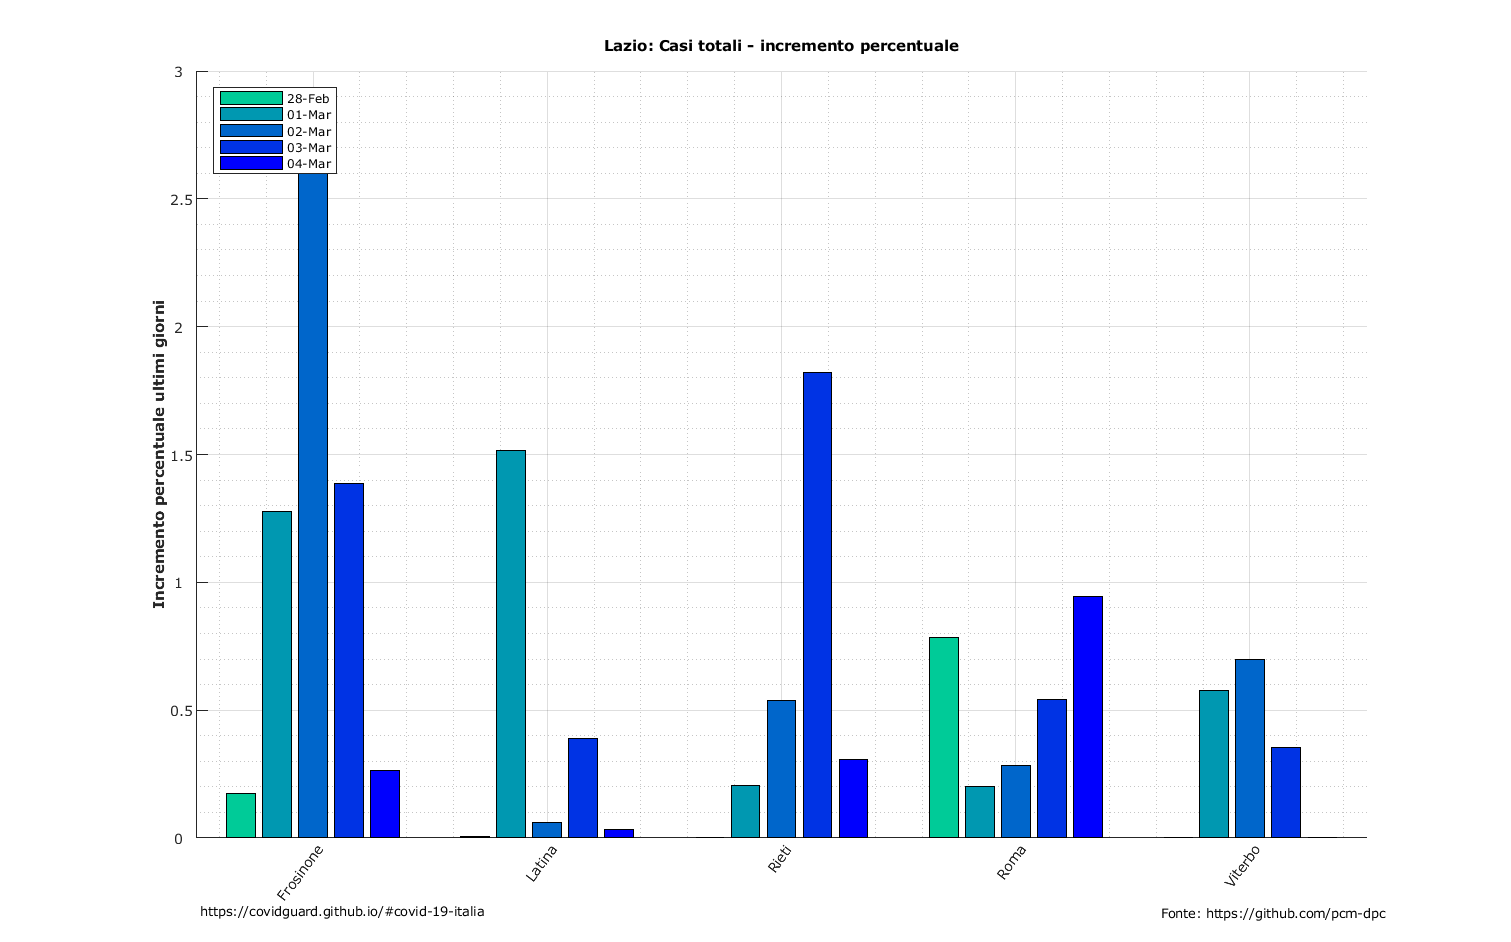 Lazio: Casi totali - incremento percentuale
Incremento percentuale ultimi giorni
3
2.5
2
1.5
1
0.5
0
28-Feb
01-Mar
02-Mar
03-Mar
04-Mar
Frosinone
Latina
Rieti
Roma
Viterbo
https://covidguard.github.io/#covid-19-italia
Fonte: https://github.com/pcm-dpc